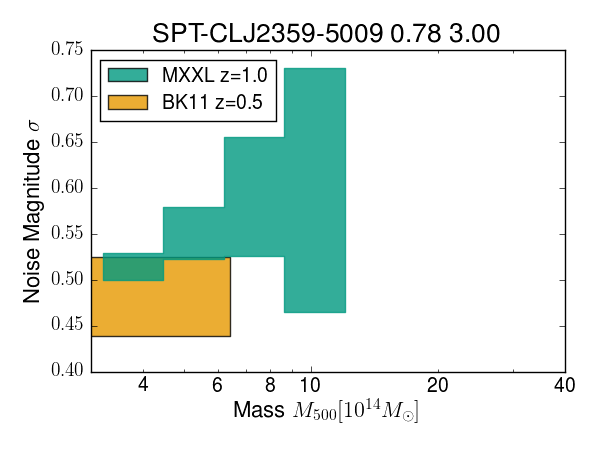 SPT-CLJ2359-5009 0.78 3.00
0.75
0.70
0.65
0.60
0.55
0.50
0.45
0.40
Noise Magnitude σ
MXXL z=1.0
BK11 z=0.5
4 6 8 10 20 40
Mass M₅₀₀[10¹⁴M☉]